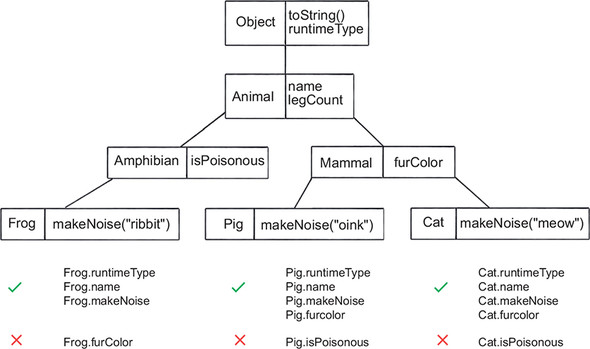 Object
toString()
runtimeType
Animal
name
legCount
Amphibian
isPoisonous
Mammal
furColor
Frog
makeNoise("ribbit")
Pig
makeNoise("oink")
Cat
makeNoise("meow")
Frog.runtimeType
Frog.name
Frog.makeNoise
Pig.runtimeType
Pig.name
Pig.makeNoise
Pig.furcolor
Cat.runtimeType
Cat.name
Cat.makeNoise
Cat.furcolor
Frog.furColor
Pig.isPoisonous
Cat.isPoisonous